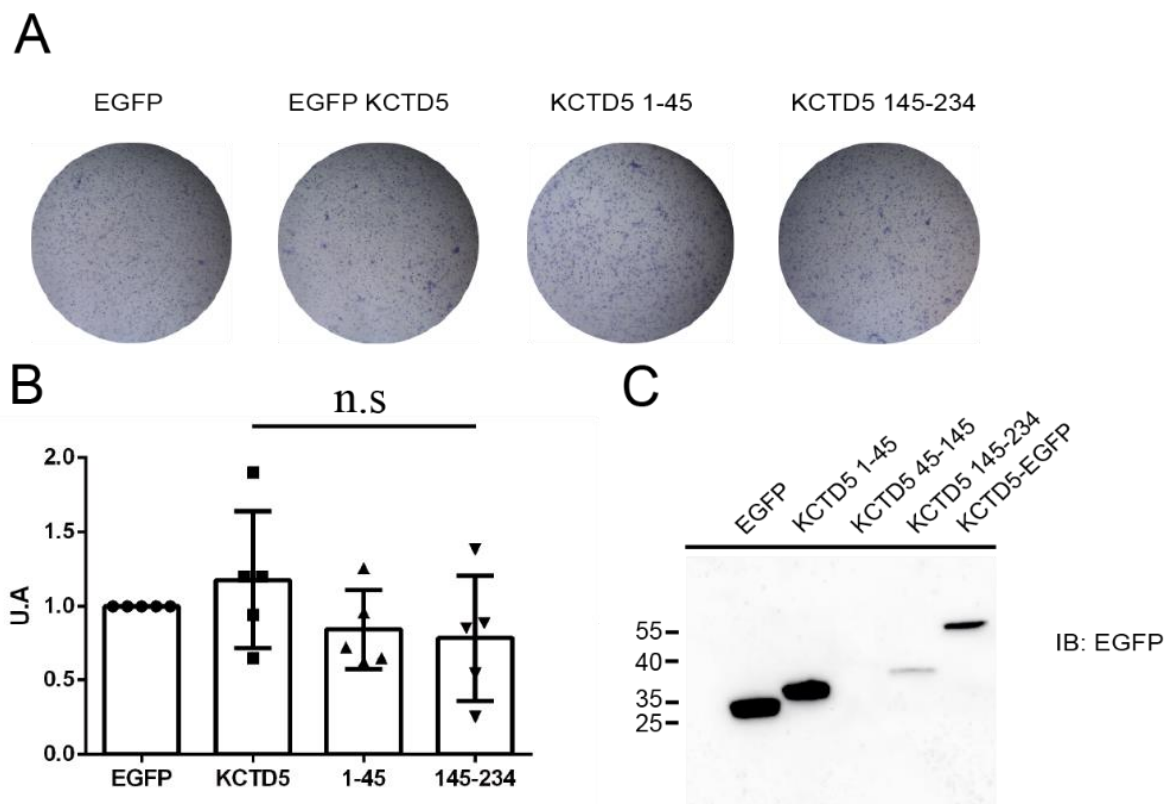 A
EGFP
EGFP KCTD5
KCTD5 1-45
KCTD5 145-234
B
n.s
2.0
1.5
1.0
0.5
0.0
U.A
EGFP
KCTD5
1-45
145-234
C
EGFP
KCTD5 1-45
KCTD5 45-145
KCTD5 145-234
KCTD5-EGFP
55
40
35
25
IB: EGFP